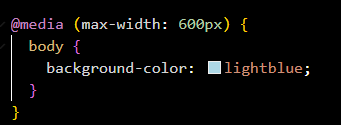 @media (max-width: 600px) {
  body {
    background-color: lightblue;
  }
}